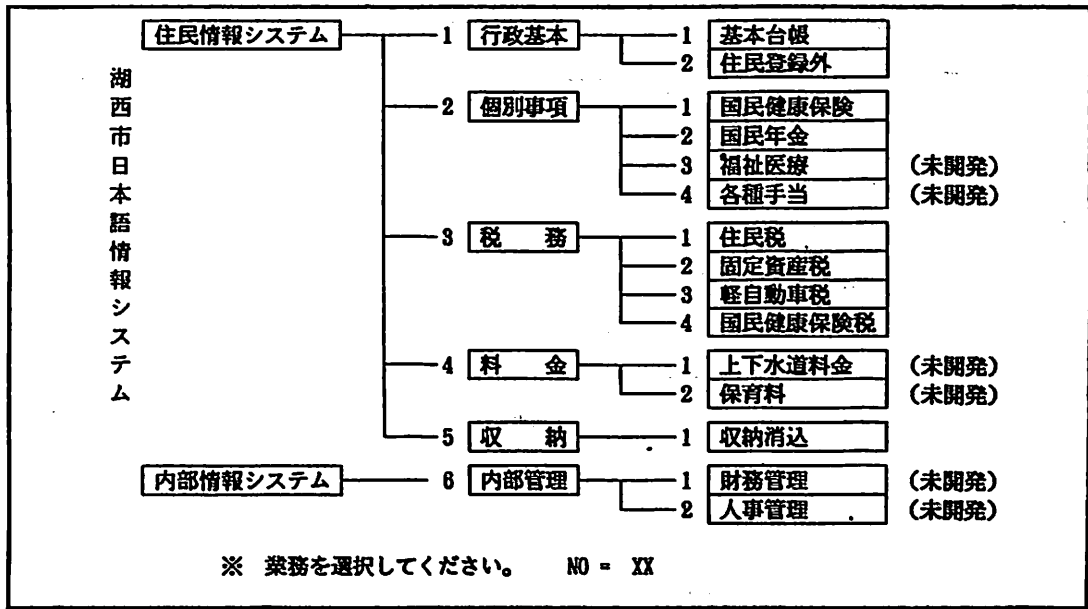 湖西市日本語情報システム
住民情報システム 1 行政基本 1 基本台帳
2 住民登録外
2 個別事項 1 国民健康保険
2 国民年金
3 福祉医療 (未開発)
4 各種手当 (未開発)
3 税 務 1 住民税
2 固定資産税
3 軽自動車税
4 国民健康保険税
4 料 金 1 上下水道料金 (未開発)
2 保育料 (未開発)
5 収 納 1 収納消込
内部情報システム 6 内部管理 1 財務管理 (未開発)
2 人事管理 (未開発)
※ 業務を選択してください。 NO = XX